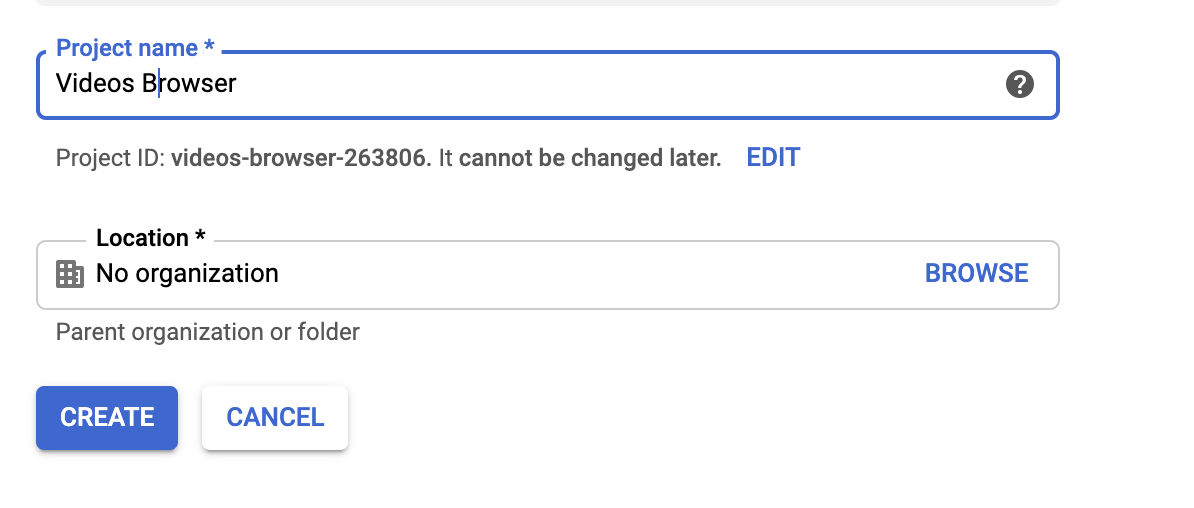 Project name *
Videos Browser
Project ID: videos-browser-263806. It cannot be changed later. EDIT
Location *
No organization BROWSE
Parent organization or folder
CREATE CANCEL